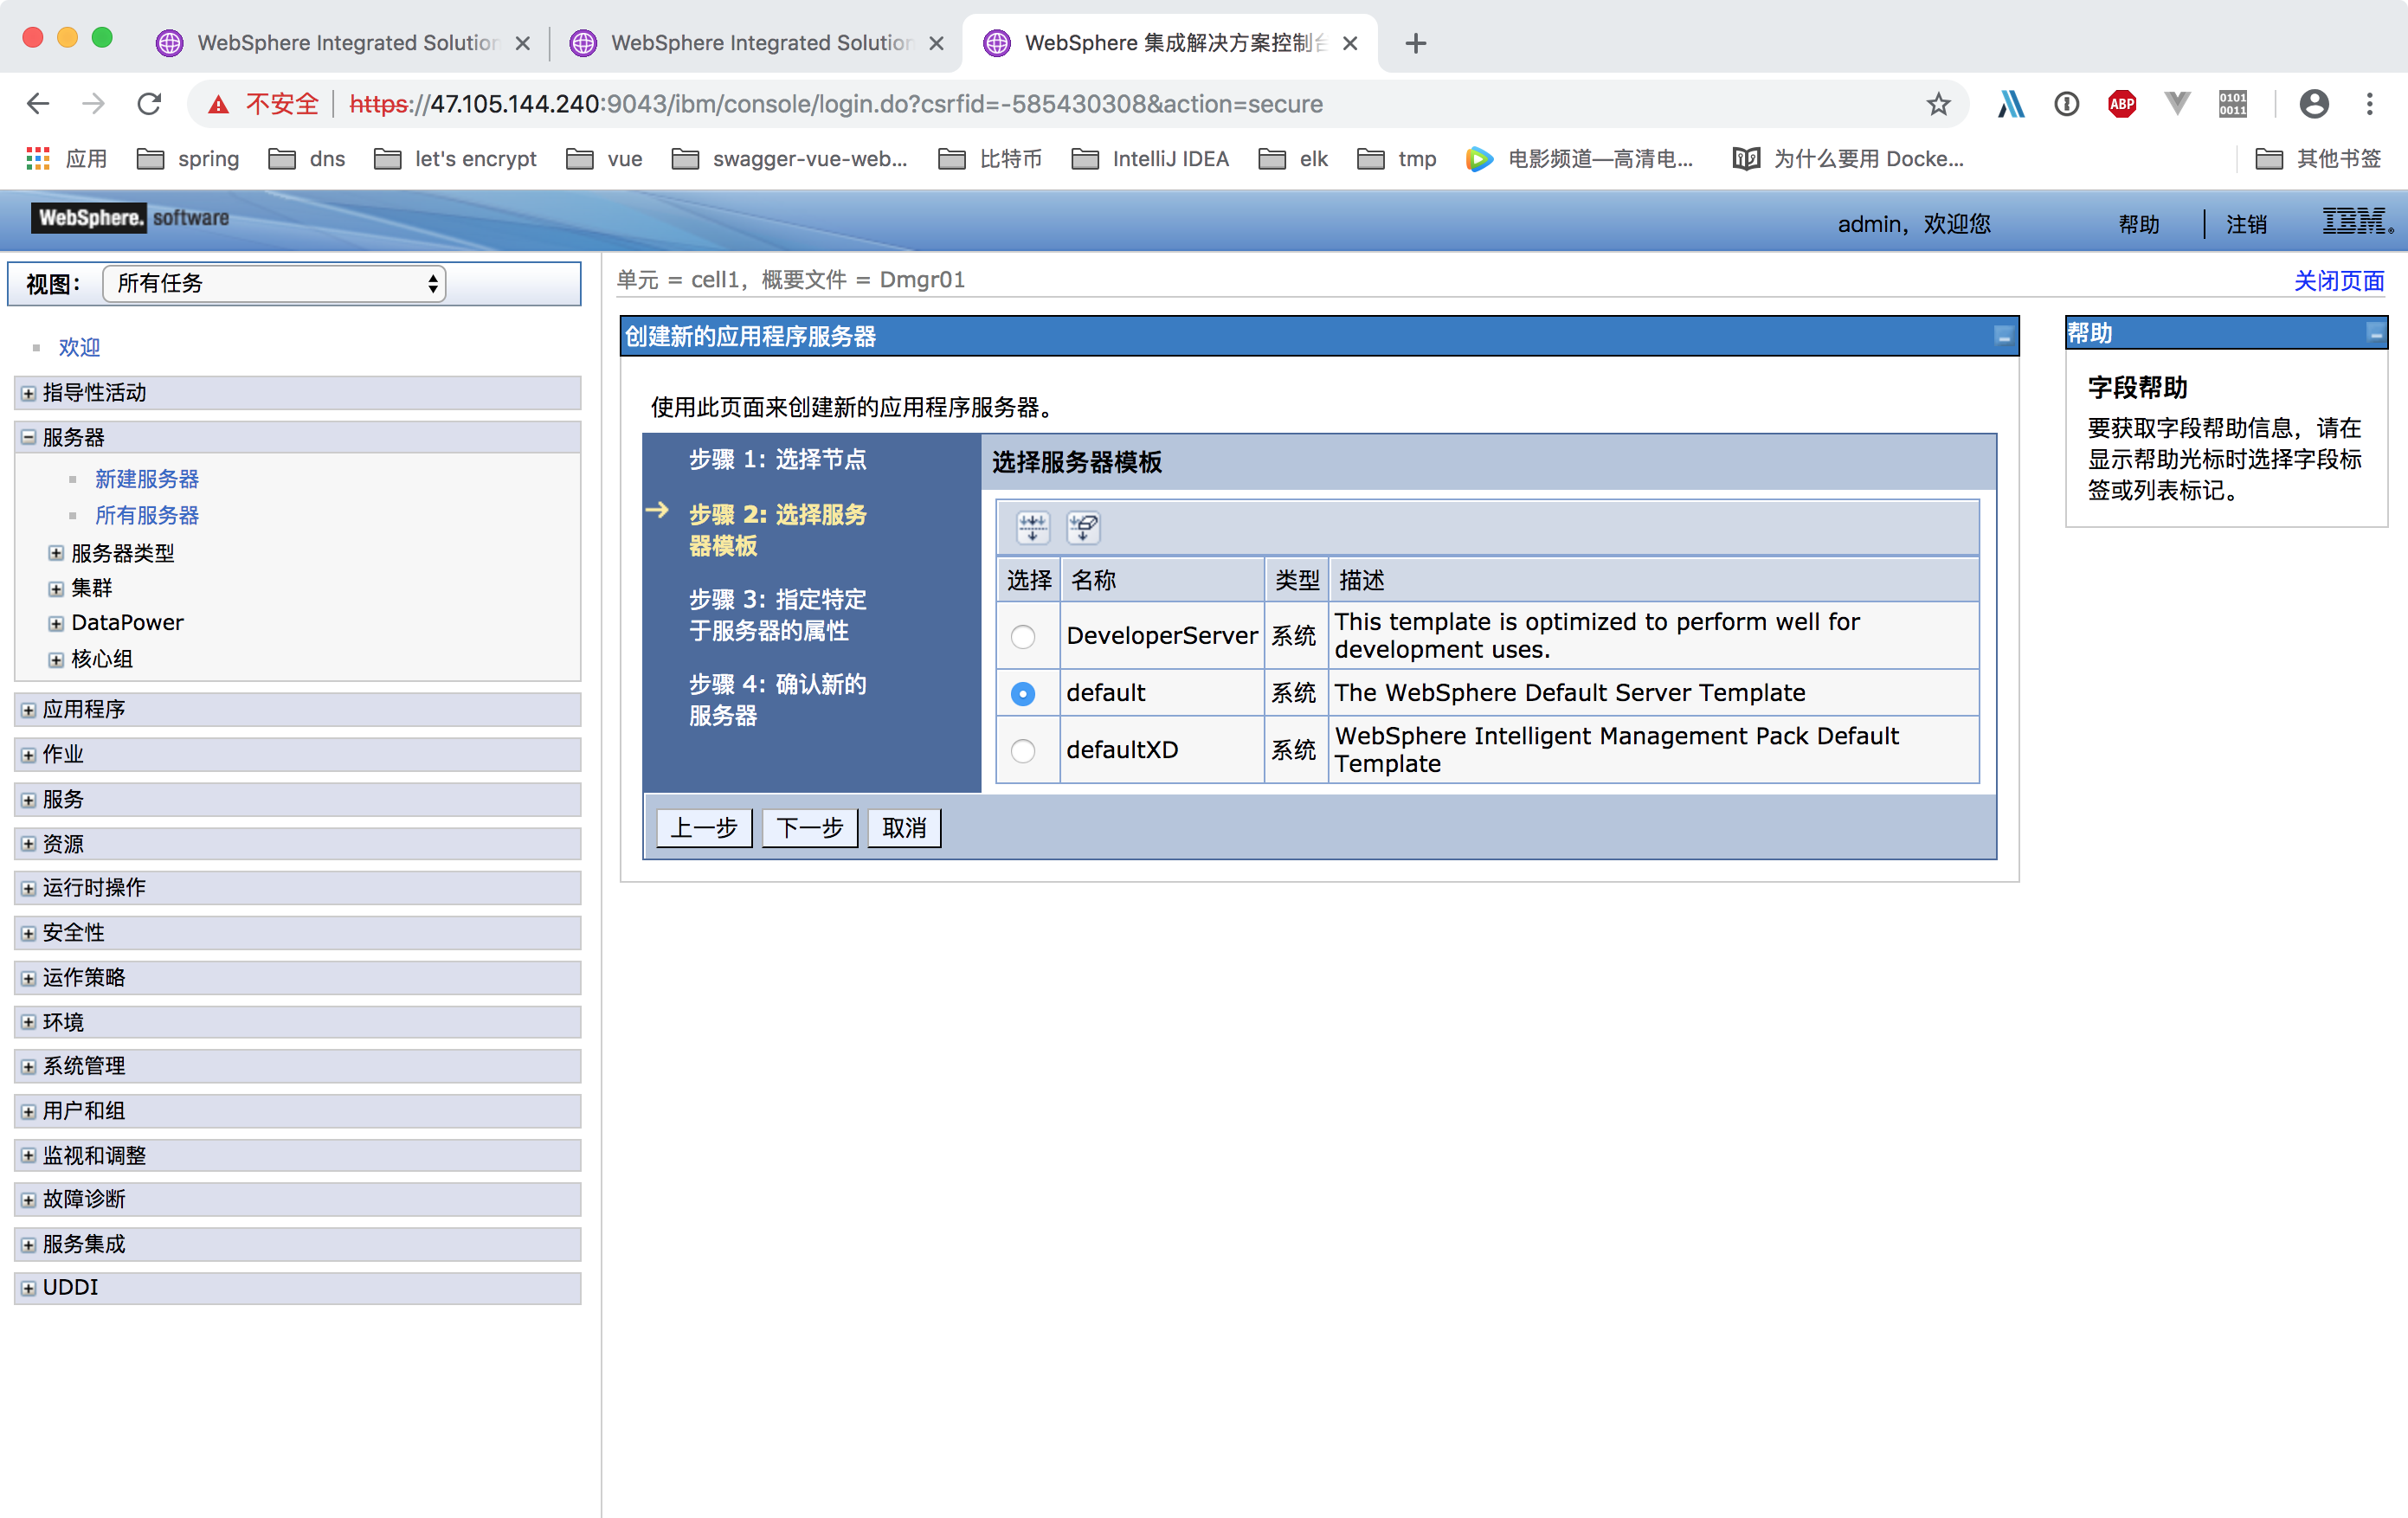 WebSphere Integrated Solution
WebSphere Integrated Solution
WebSphere 集成解决方案控制台
不安全 https://47.105.144.240:9043/ibm/console/login.do?csrfid=-585430308&action=secure
ABP
0101
0011
应用 spring dns let's encrypt vue swagger-vue-web... 比特币 IntelliJ IDEA elk tmp 电影频道—高清电... 为什么要用 Docke... 其他书签
WebSphere. software
admin，欢迎您 帮助 注销 IBM
视图： 所有任务
欢迎
指导性活动
服务器
新建服务器
所有服务器
服务器类型
集群
DataPower
核心组
应用程序
作业
服务
资源
运行时操作
安全性
运作策略
环境
系统管理
用户和组
监视和调整
故障诊断
服务集成
UDDI
单元 = cell1，概要文件 = Dmgr01
关闭页面
创建新的应用程序服务器
使用此页面来创建新的应用程序服务器。
步骤 1: 选择节点
步骤 2: 选择服务
器模板
步骤 3: 指定特定
于服务器的属性
步骤 4: 确认新的
服务器
选择服务器模板
选择 名称 类型 描述
DeveloperServer 系统 This template is optimized to perform well for
development uses.
default 系统 The WebSphere Default Server Template
defaultXD 系统 WebSphere Intelligent Management Pack Default
Template
上一步 下一步 取消
帮助
字段帮助
要获取字段帮助信息，请在
显示帮助光标时选择字段标
签或列表标记。